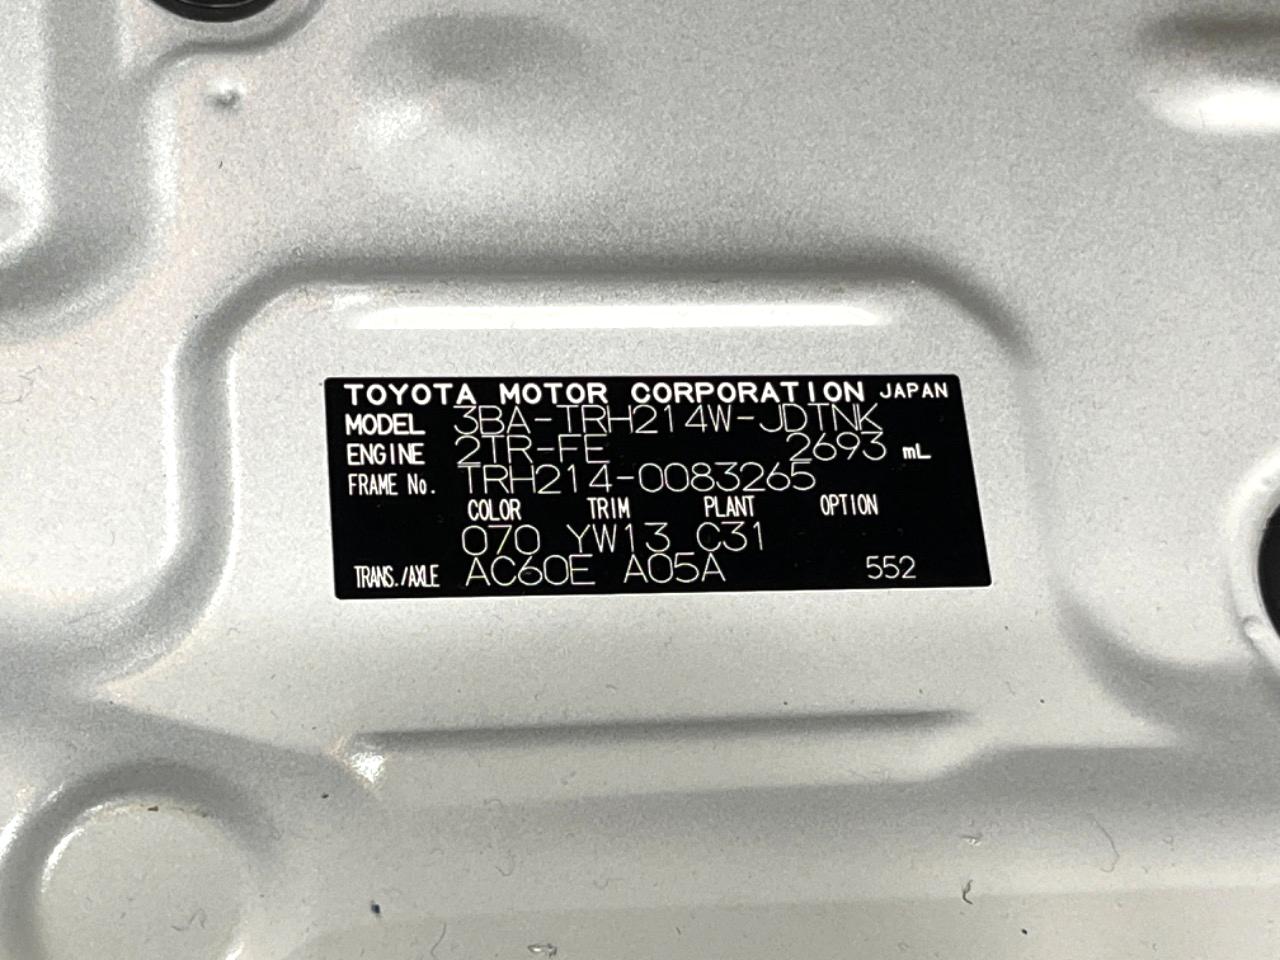 TOYOTA MOTOR CORPORATION JAPAN
MODEL 3BA-TRH214W-JDTNK
ENGINE 2TR-FE 2693 mL
FRAME No. TRH214-0083265
COLOR TRIM PLANT OPTION
070 YW13 C31
TRANS./AXLE AC60E A05A 552